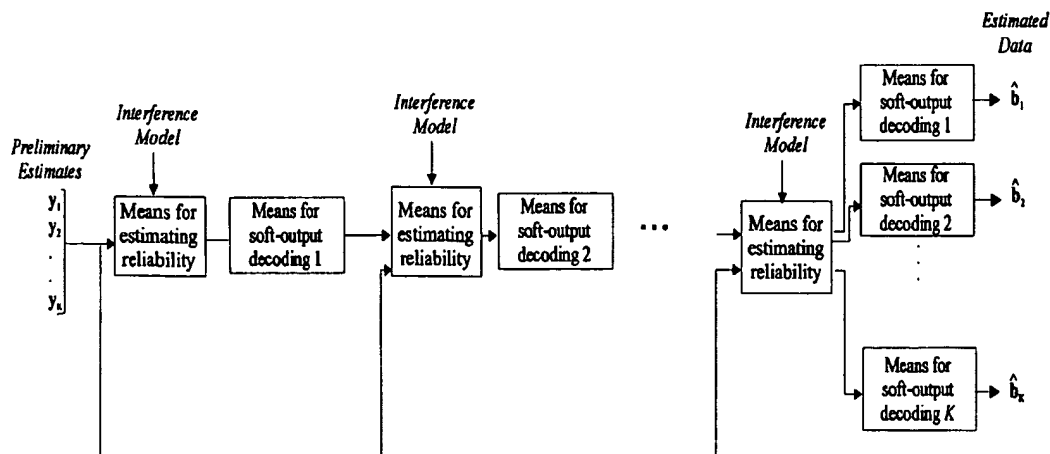 Preliminary
Estimates
y₁
y₂
.
.
yₖ
Interference
Model
Means for
estimating
reliability
Means for
soft-output
decoding 1
Interference
Model
Means for
estimating
reliability
Means for
soft-output
decoding 2
•••
Interference
Model
Means for
estimating
reliability
Estimated
Data
Means for
soft-output
decoding 1
b̂₁
Means for
soft-output
decoding 2
b̂₂
Means for
soft-output
decoding K
b̂ₖ